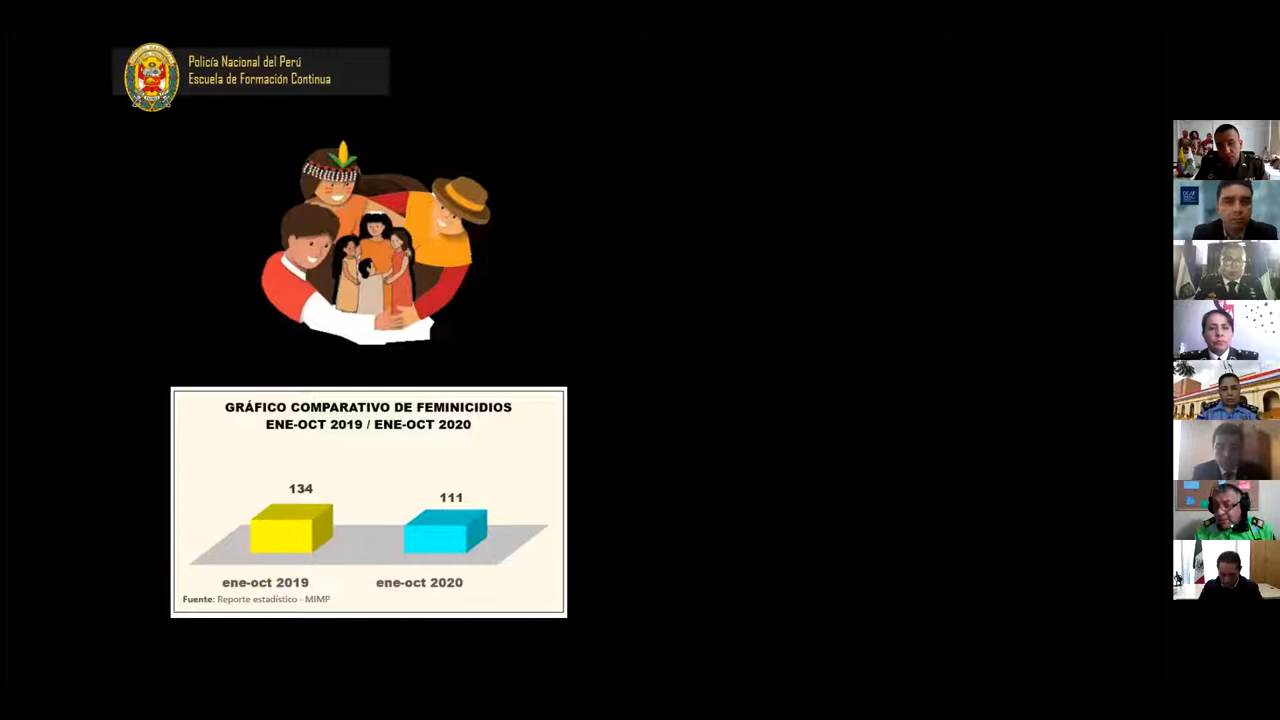 Policía Nacional del Perú
Escuela de Formación Continua
GRÁFICO COMPARATIVO DE FEMINICIDIOS
ENE-OCT 2019 / ENE-OCT 2020
134
111
ene-oct 2019
ene-oct 2020
Fuente: Reporte estadístico - MIMP
DCAF